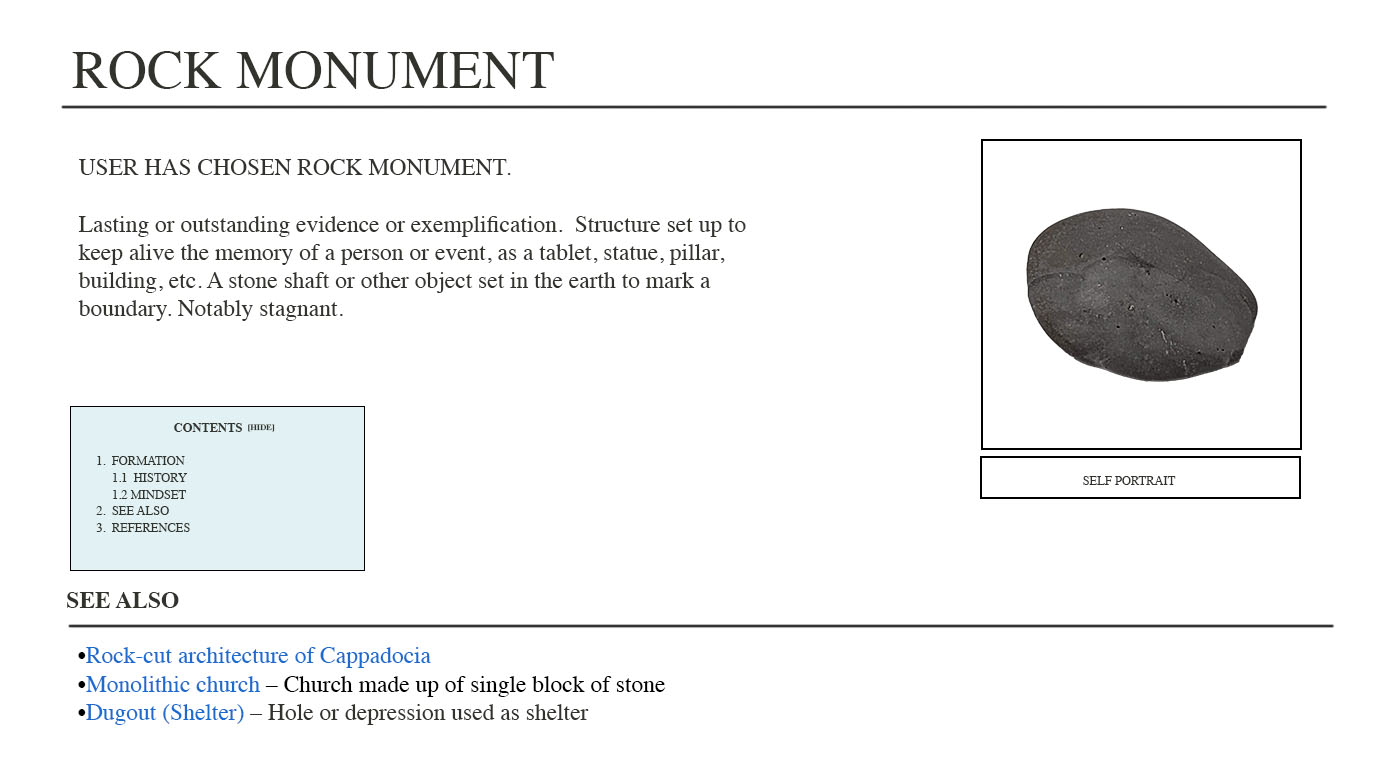 ROCK MONUMENT
USER HAS CHOSEN ROCK MONUMENT.
Lasting or outstanding evidence or exemplification.  Structure set up to
keep alive the memory of a person or event, as a tablet, statue, pillar,
building, etc. A stone shaft or other object set in the earth to mark a
boundary. Notably stagnant.
SELF PORTRAIT
CONTENTS [HIDE]
1. FORMATION
1.1 HISTORY
1.2 MINDSET
2. SEE ALSO
3. REFERENCES
SEE ALSO
•Rock-cut architecture of Cappadocia
•Monolithic church – Church made up of single block of stone
•Dugout (Shelter) – Hole or depression used as shelter